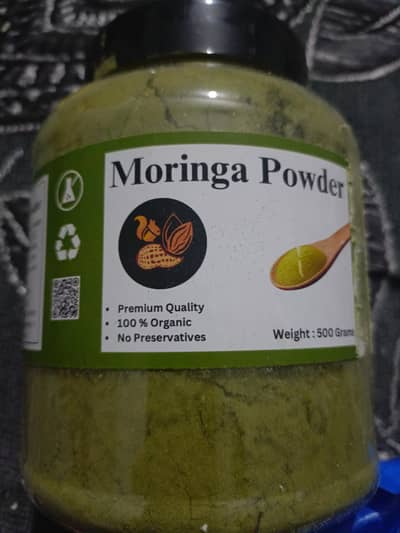 Moringa Powder
• Premium Quality
• 100 % Organic
• No Preservatives
Weight : 500 Grams